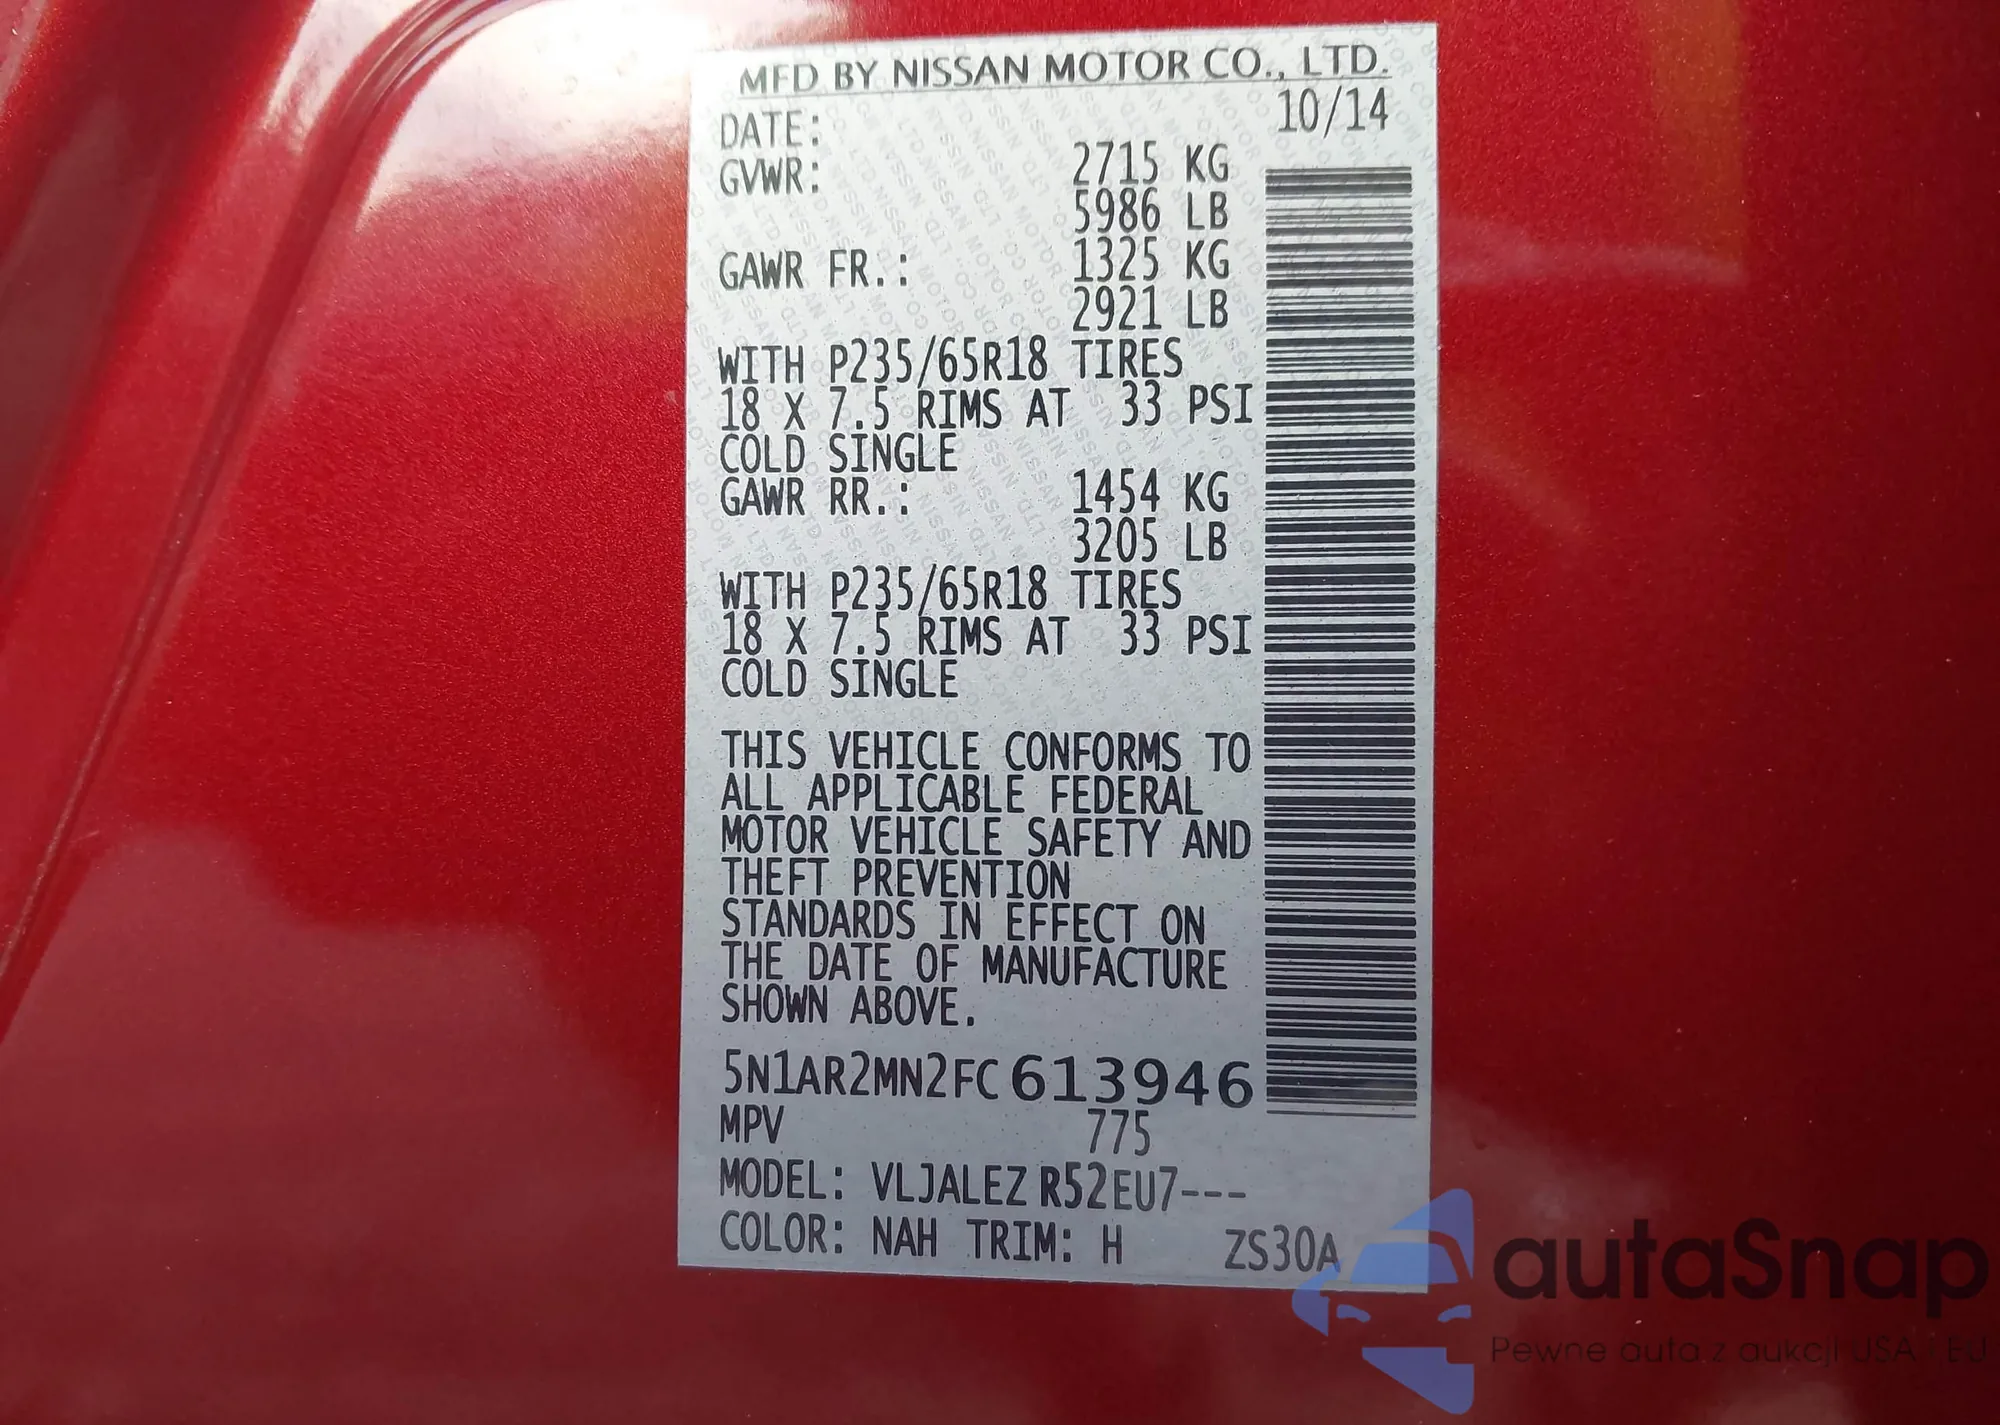 MFD BY NISSAN MOTOR CO., LTD.
DATE: 10/14
GVWR: 2715 KG
5986 LB
GAWR FR.: 1325 KG
2921 LB
WITH P235/65R18 TIRES
18 X 7.5 RIMS AT 33 PSI
COLD SINGLE
GAWR RR.: 1454 KG
3205 LB
WITH P235/65R18 TIRES
18 X 7.5 RIMS AT 33 PSI
COLD SINGLE
THIS VEHICLE CONFORMS TO
ALL APPLICABLE FEDERAL
MOTOR VEHICLE SAFETY AND
THEFT PREVENTION
STANDARDS IN EFFECT ON
THE DATE OF MANUFACTURE
SHOWN ABOVE.
5N1AR2MN2FC613946
MPV 775
MODEL: VLJALEZ R52EU7---
COLOR: NAH TRIM: H ZS30A
autaSnap
Pewne auta z aukcji USA / EU